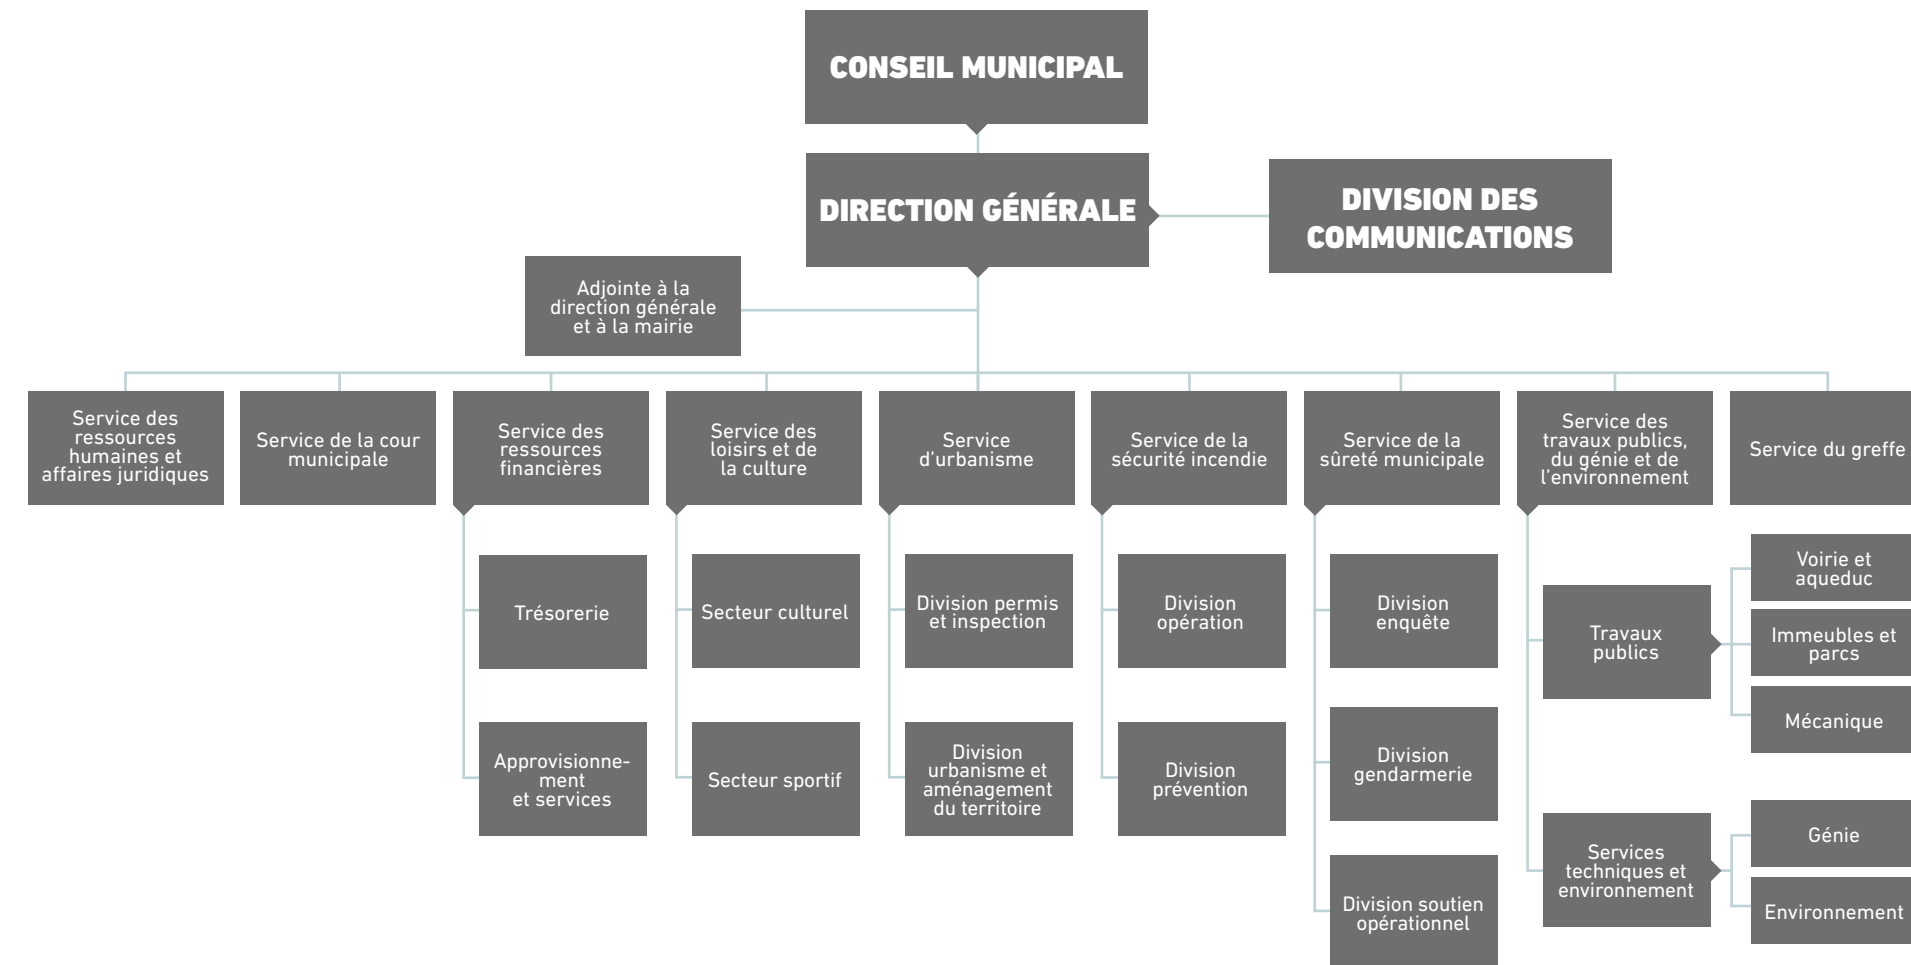 CONSEIL MUNICIPAL
DIRECTION GÉNÉRALE
DIVISION DES
COMMUNICATIONS
Adjointe à la
direction générale
et à la mairie
Service des
ressources
humaines et
affaires juridiques
Service de la cour
municipale
Service des
ressources
financières
Service des
loisirs et de
la culture
Service
d'urbanisme
Service de la
sécurité incendie
Service de la
sûreté municipale
Service des
travaux publics,
du génie et de
l'environnement
Service du greffe
Trésorerie
Approvisionne-
ment
et services
Secteur culturel
Secteur sportif
Division permis
et inspection
Division
urbanisme et
aménagement
du territoire
Division
opération
Division
prévention
Division
enquête
Division
gendarmerie
Division soutien
opérationnel
Travaux
publics
Voirie et
aqueduc
Immeubles et
parcs
Mécanique
Services
techniques et
environnement
Génie
Environnement